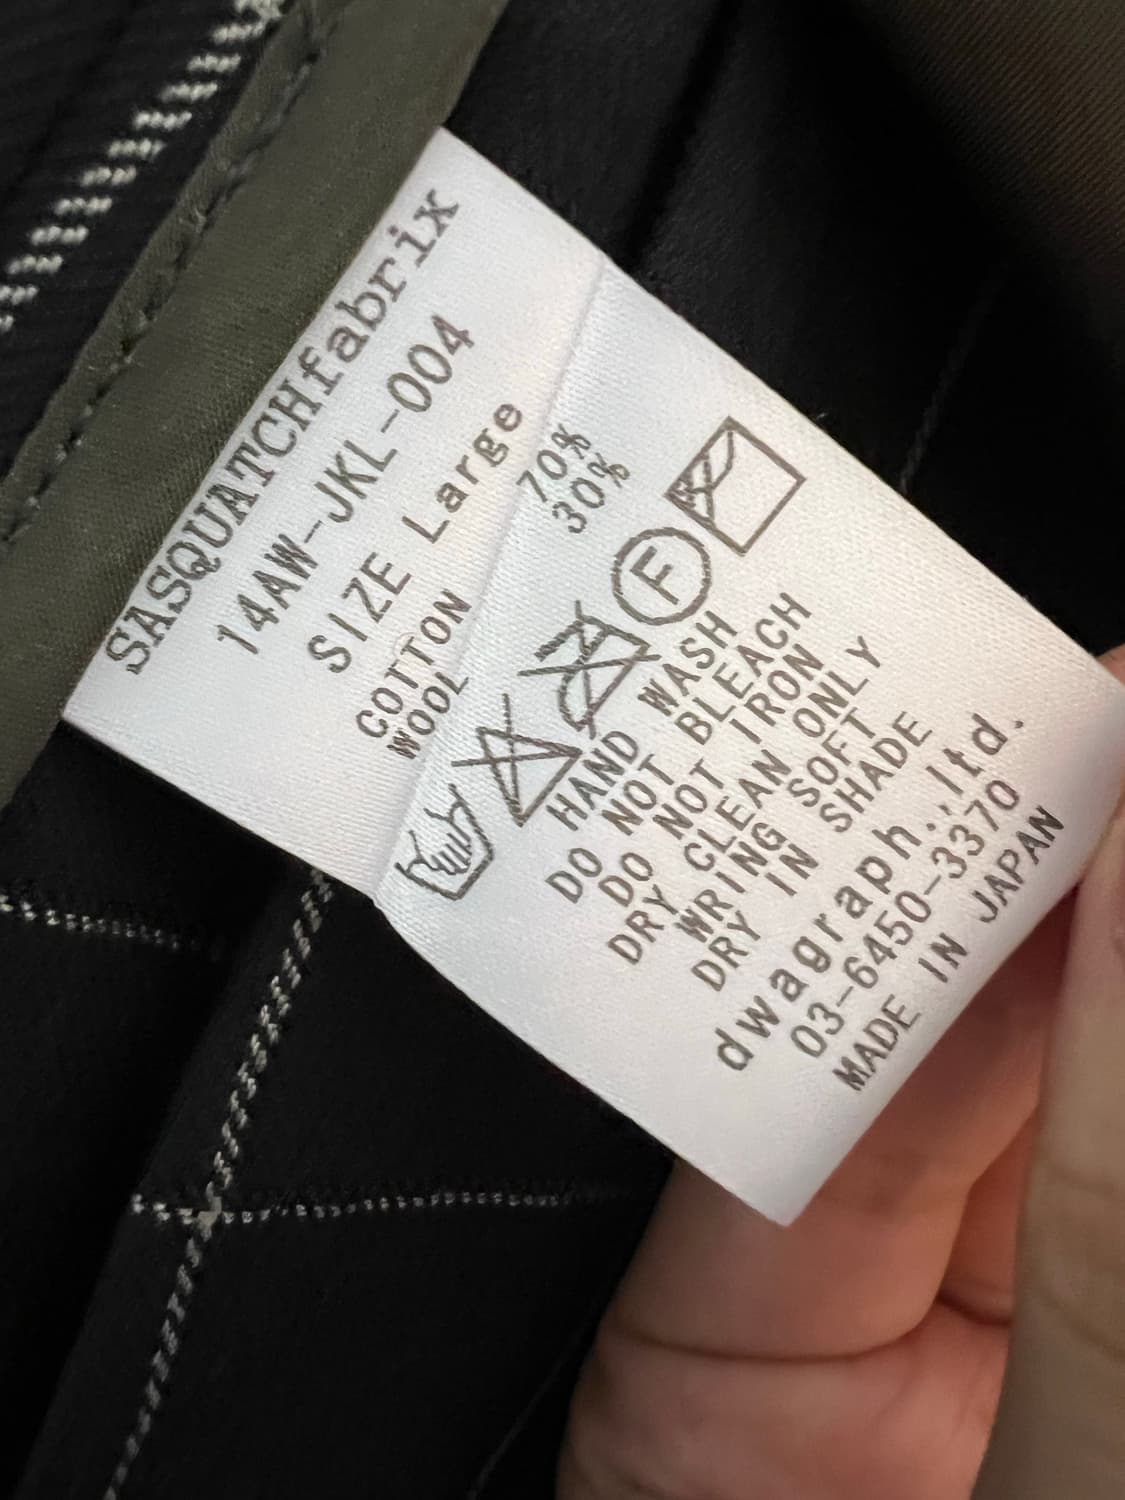 SASQUATCHfabrix
14AW-JKL-004
SIZE Large
COTTON 70%
WOOL 30%
F
HAND WASH
DO NOT BLEACH
DO NOT IRON
DRY CLEAN ONLY
WRING SOFT
DRY IN SHADE
dwagraph.,ltd.
03-6450-3370
MADE IN JAPAN